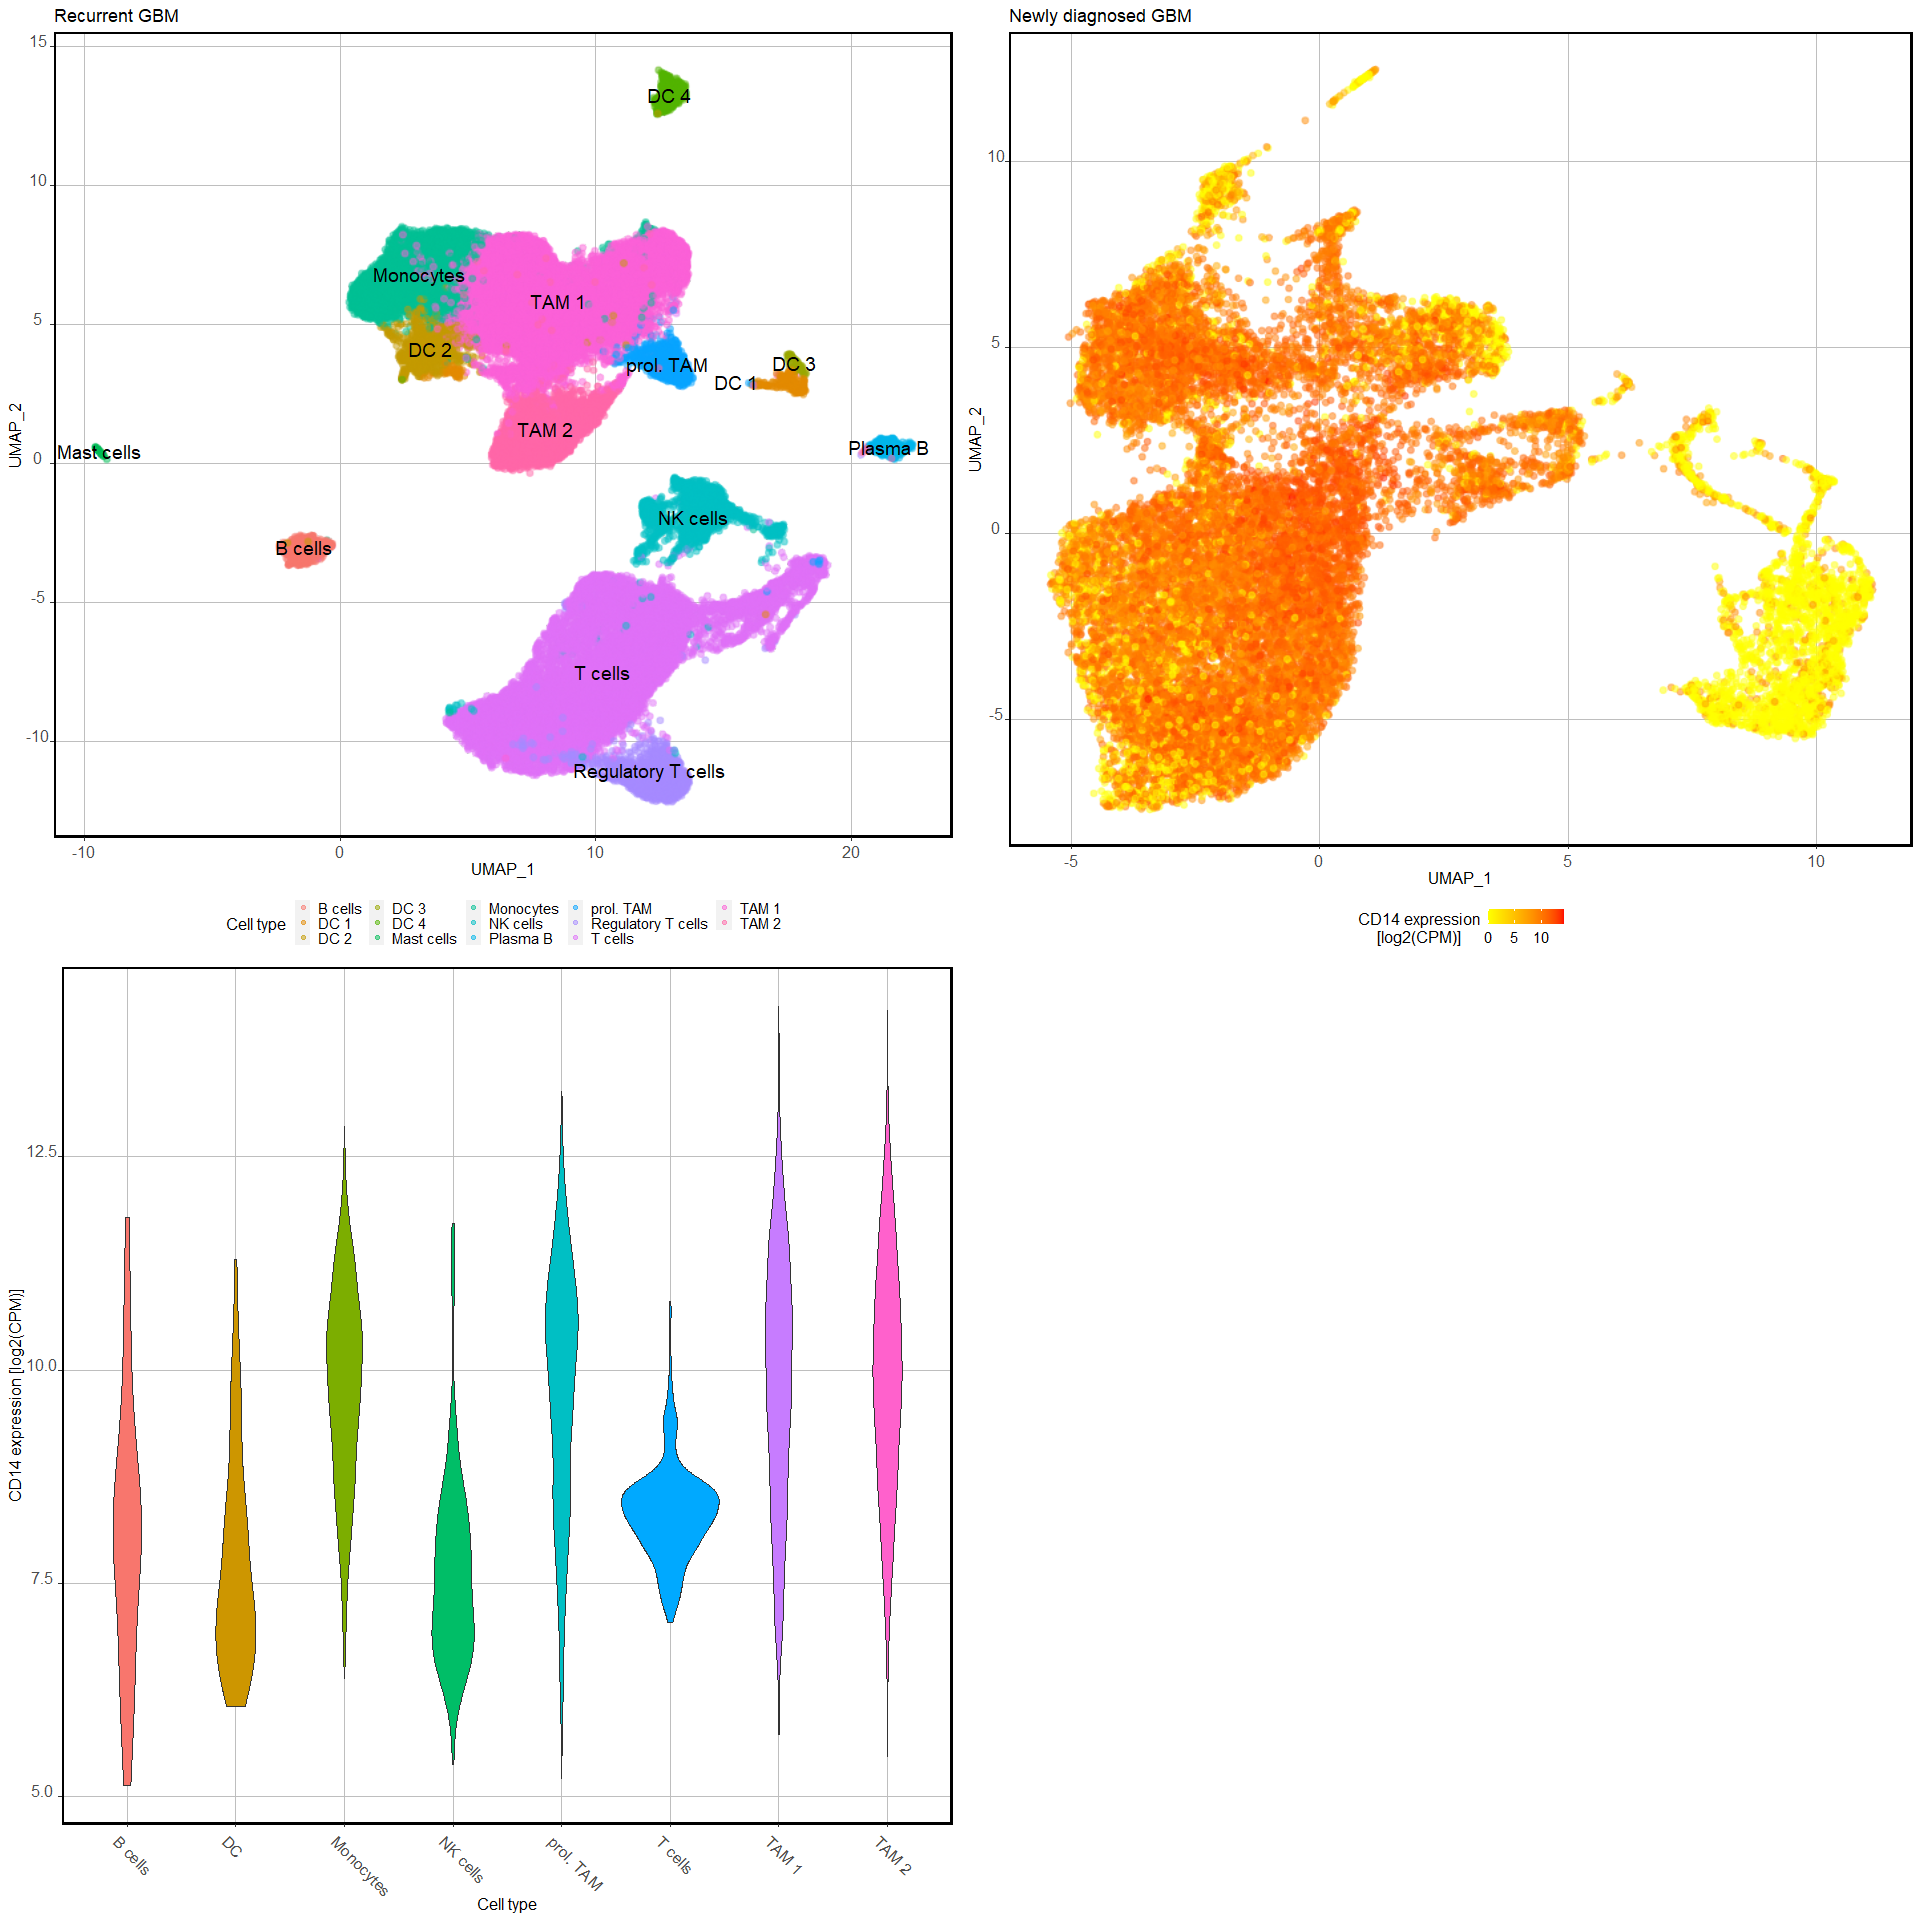 Recurrent GBM
15
10
5
0
-5
-10
UMAP_2
DC 4
Monocytes
TAM 1
DC 2
prol. TAM
DC 3
DC 1
TAM 2
Mast cells
Plasma B
NK cells
B cells
T cells
Regulatory T cells
-10 0 10 20
UMAP_1
Cell type
B cells DC 3 Monocytes prol. TAM TAM 1
DC 1 DC 4 NK cells Regulatory T cells TAM 2
DC 2 Mast cells Plasma B T cells
Newly diagnosed GBM
10
5
0
-5
UMAP_2
-5 0 5 10
UMAP_1
CD14 expression
[log2(CPM)]
0 5 10
12.5
10.0
7.5
5.0
CD14 expression [log2(CPM)]
B cells DC Monocytes NK cells prol. TAM T cells TAM 1 TAM 2
Cell type